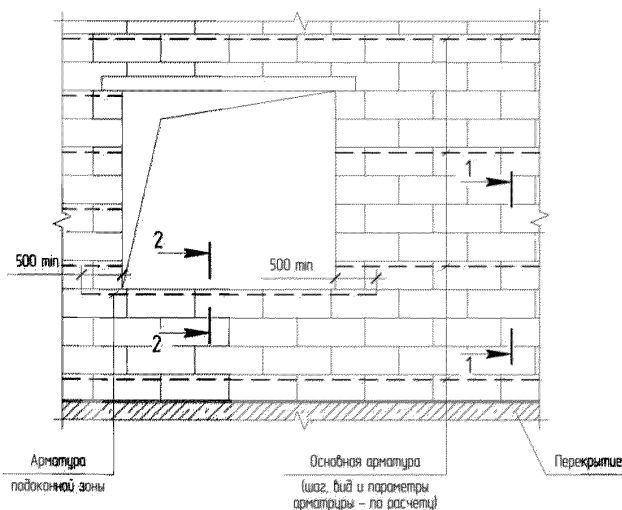 1
500 min
2
500 min
2
1
Арматура
подоконной зоны
Основная арматура
(шаг, вид и параметры
арматуры - по расчету)
Перекрытие